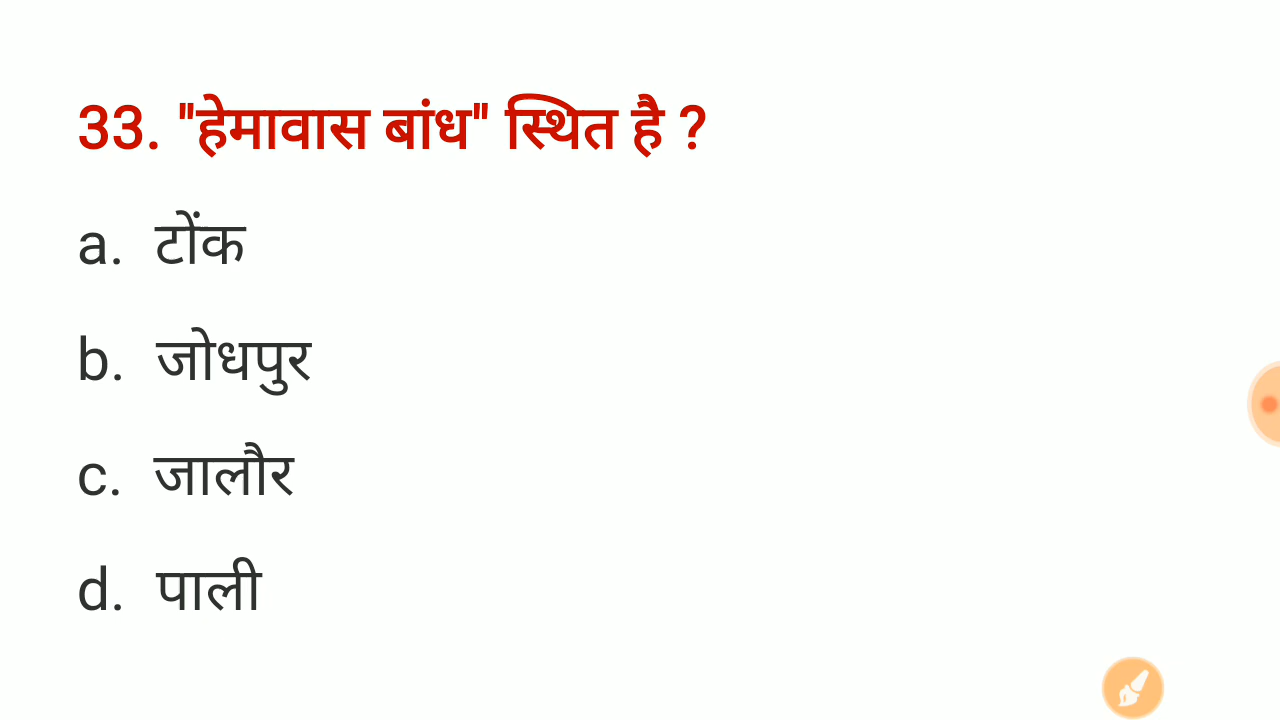 33. "हेमावास बांध" स्थित है ?
a. टोंक
b. जोधपुर
c. जालौर
d. पाली